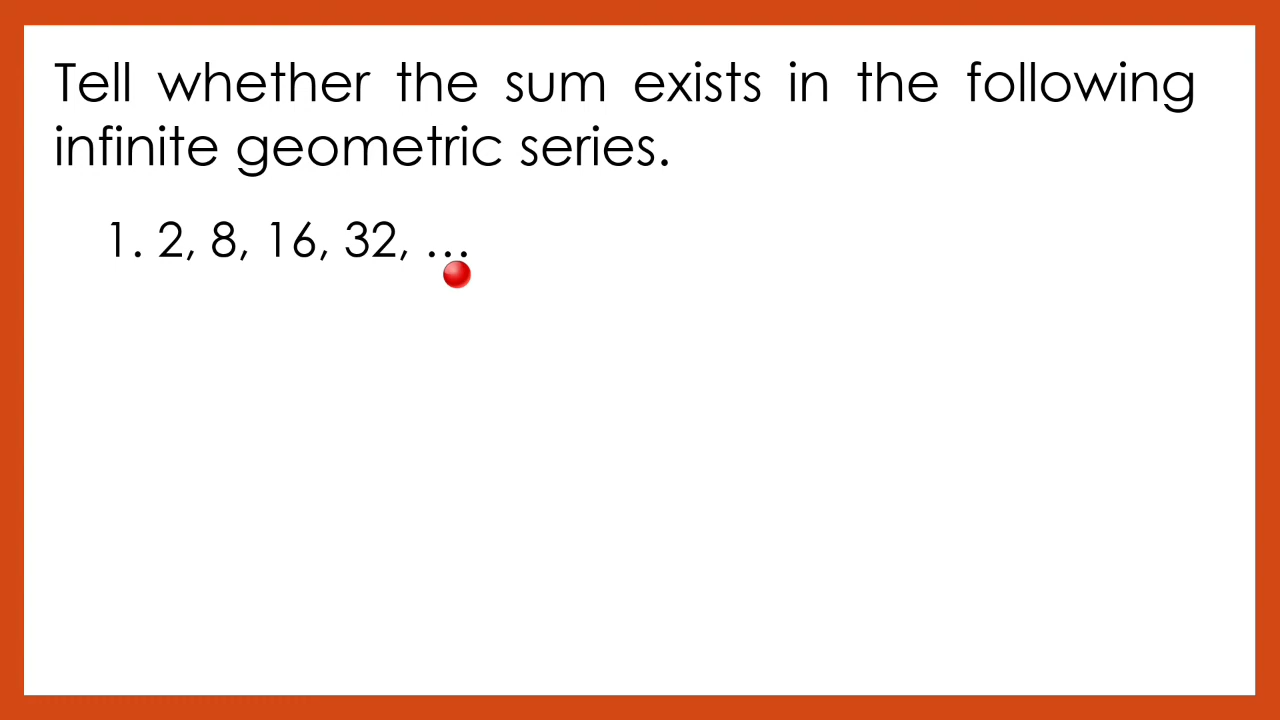 Tell whether the sum exists in the following
infinite geometric series.
1. 2, 8, 16, 32, …